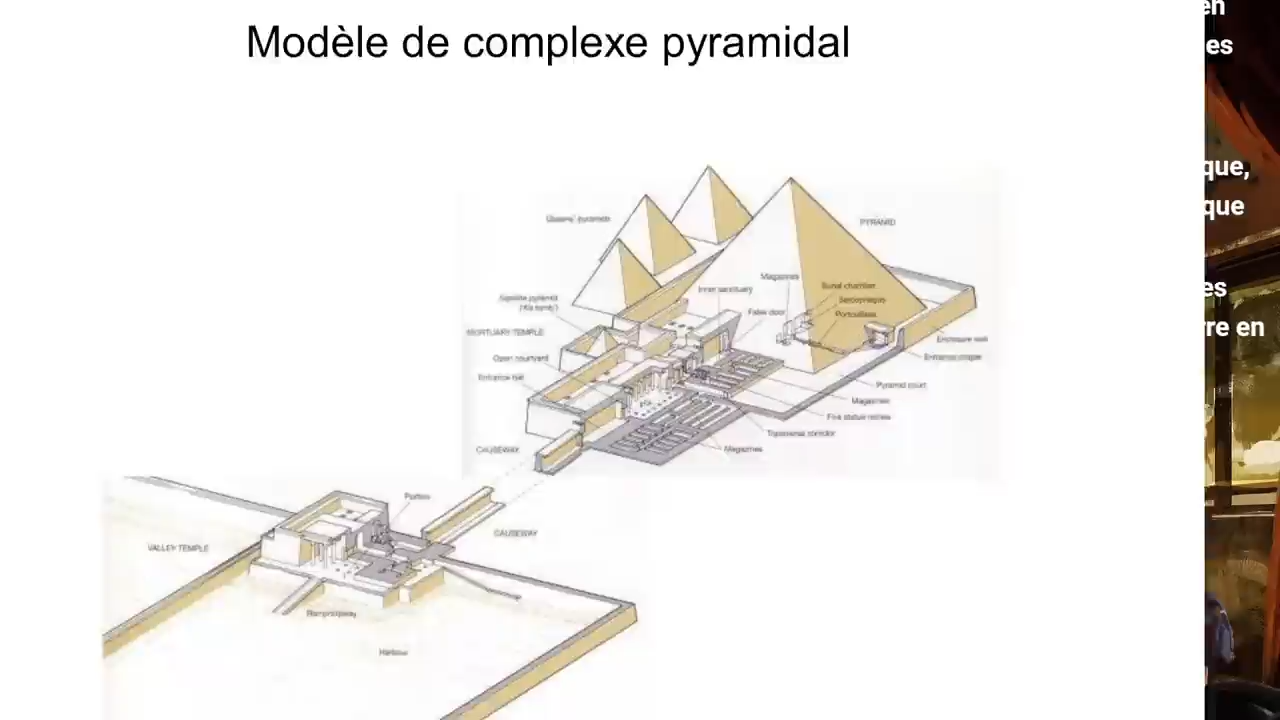 Modèle de complexe pyramidal
en
es
que,
que
es
re en
Queens' pyramids
PYRAMID
Magazines
Inner sanctuary
Burial chamber
Sarcophagus
Satellite pyramid
False door
Portcullises
MORTUARY TEMPLE
Enclosure wall
Open courtyard
Entrance chapel
Entrance hall
Pyramid court
Magazines
Five statue niches
Transverse corridor
CAUSEWAY
Magazines
Portico
CAUSEWAY
VALLEY TEMPLE
Harbour